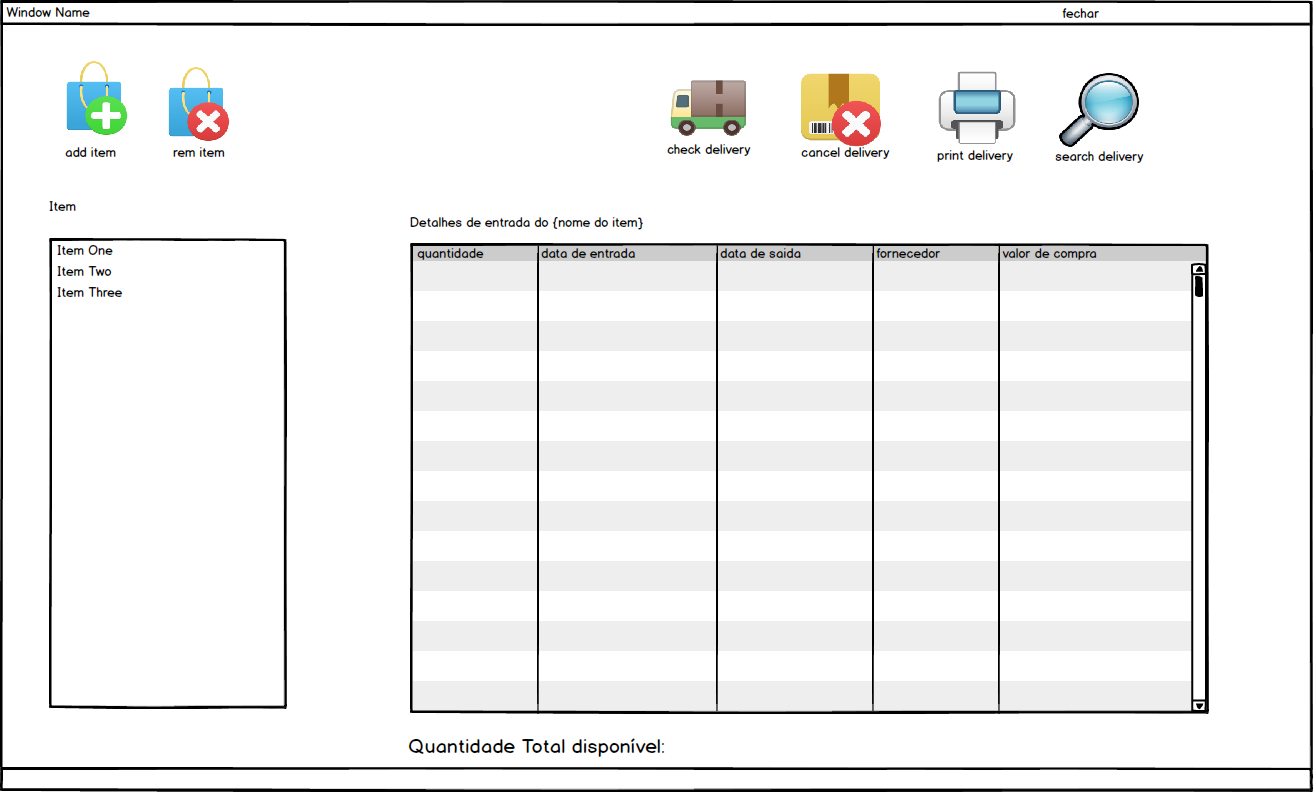 Window Name
fechar
add item
rem item
check delivery
cancel delivery
print delivery
search delivery
Item
Item One
Item Two
Item Three
Detalhes de entrada do {nome do item}
quantidade
data de entrada
data de saida
fornecedor
valor de compra
Quantidade Total disponível: